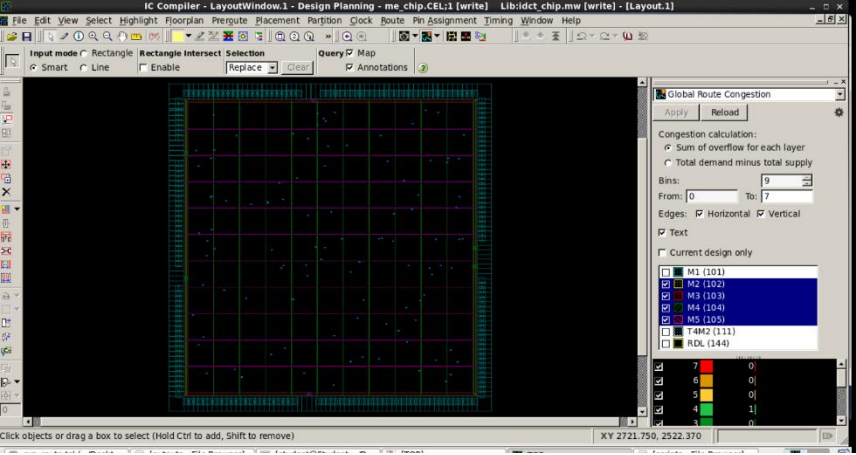 IC Compiler - LayoutWindow.1 - Design Planning - me_chip.CEL;1 [write] Lib:idct_chip.mw [write] - [Layout.1]
File Edit View Select Highlight Floorplan Preroute Placement Partition Clock Route Pin Assignment Timing Window Help
Input mode Rectangle Rectangle Intersect Selection Query Map
Smart Line Enable Replace Clear Annotations
Global Route Congestion
Apply Reload
Congestion calculation:
Sum of overflow for each layer
Total demand minus total supply
Bins: 9
From: 0 To: 7
Edges: Horizontal Vertical
Text
Current design only
M1 (101)
M2 (102)
M3 (103)
M4 (104)
M5 (105)
T4M2 (111)
RDL (144)
7 0
6 0
5 0
4 1
3 0
0
Click objects or drag a box to select (Hold Ctrl to add, Shift to remove) XY 2721.750, 2522.370